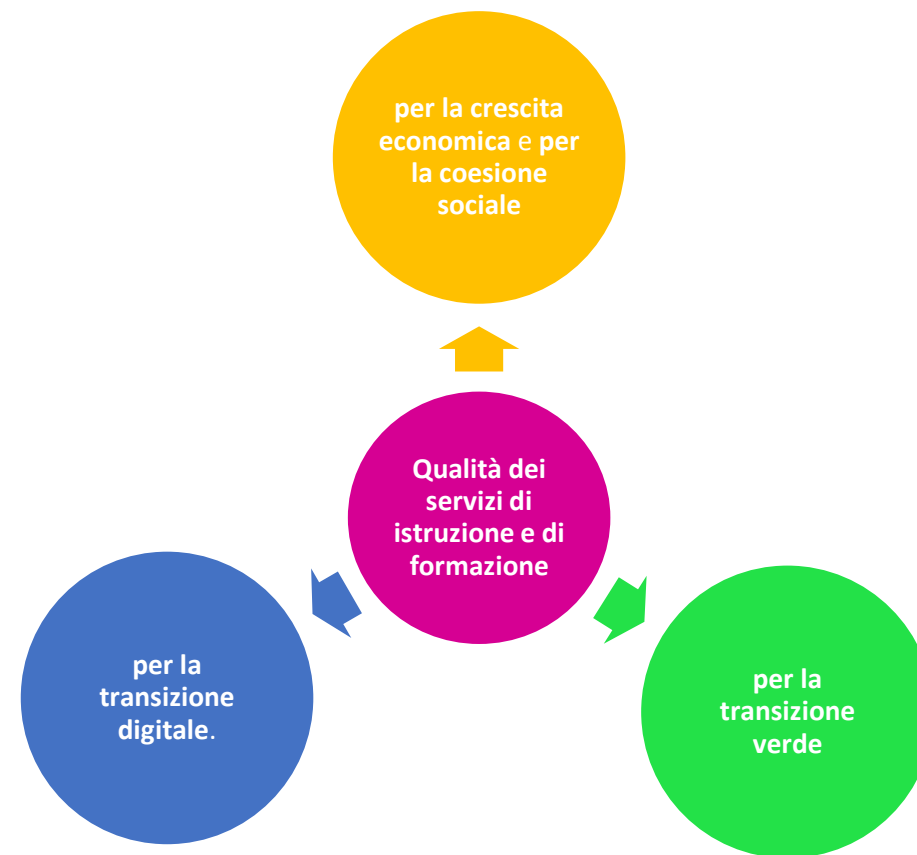 per la crescita
economica e per
la coesione
sociale
Qualità dei
servizi di
istruzione e di
formazione
per la
transizione
digitale.
per la
transizione
verde